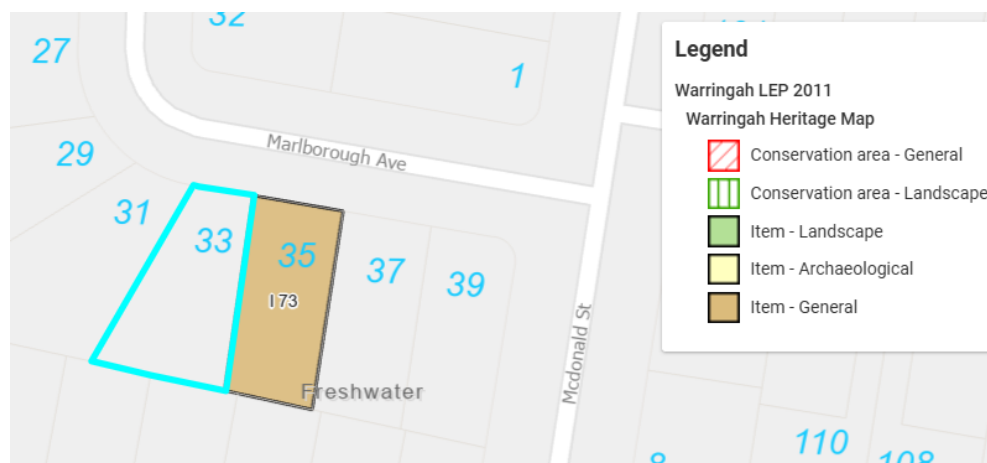 32
27
1
Marlborough Ave
29
31
33
35
37
39
I 73
Mcdonald St
Freshwater
8
110
108
Legend
Warringah LEP 2011
Warringah Heritage Map
Conservation area - General
Conservation area - Landscape
Item - Landscape
Item - Archaeological
Item - General